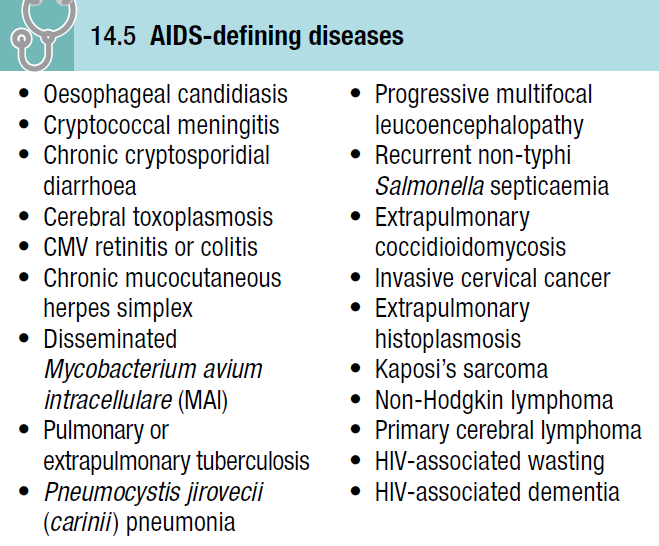 14.5 AIDS-defining diseases
• Oesophageal candidiasis
• Cryptococcal meningitis
• Chronic cryptosporidial
diarrhoea
• Cerebral toxoplasmosis
• CMV retinitis or colitis
• Chronic mucocutaneous
herpes simplex
• Disseminated
Mycobacterium avium
intracellulare (MAI)
• Pulmonary or
extrapulmonary tuberculosis
• Pneumocystis jirovecii
(carinii) pneumonia
• Progressive multifocal
leucoencephalopathy
• Recurrent non-typhi
Salmonella septicaemia
• Extrapulmonary
coccidioidomycosis
• Invasive cervical cancer
• Extrapulmonary
histoplasmosis
• Kaposi’s sarcoma
• Non-Hodgkin lymphoma
• Primary cerebral lymphoma
• HIV-associated wasting
• HIV-associated dementia